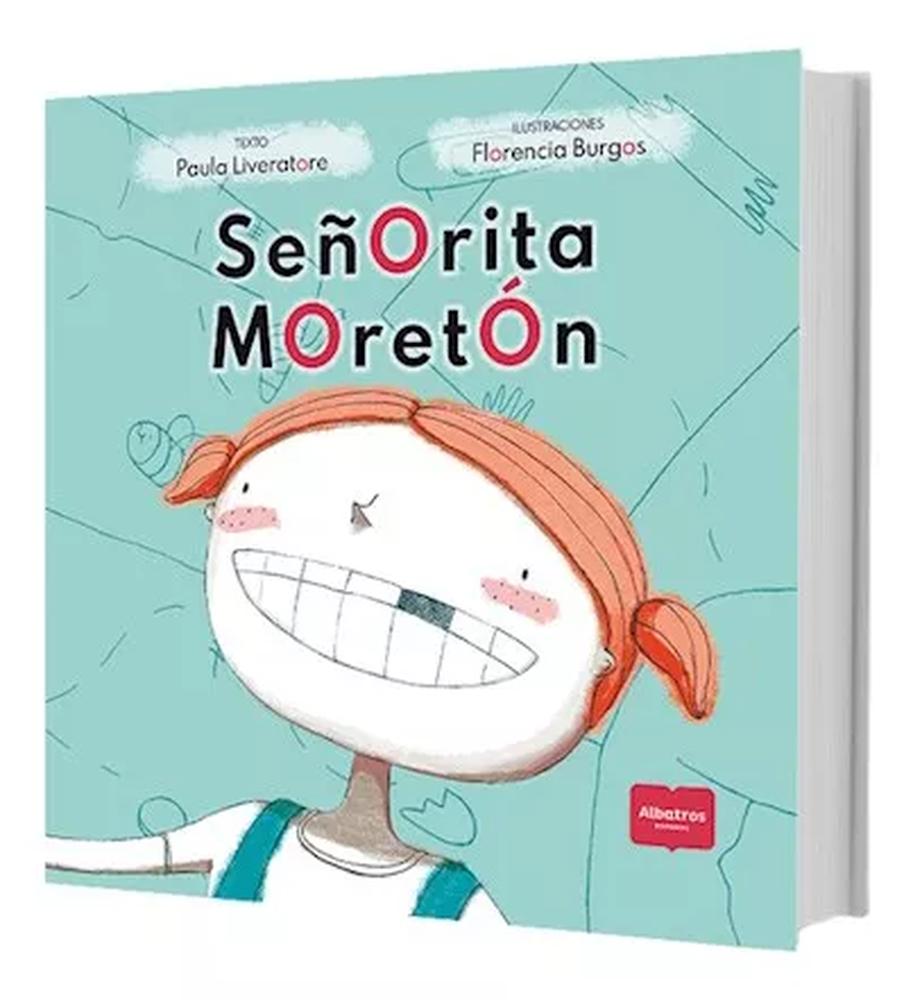 TEXTO
Paula Liveratore
ILUSTRACIONES
Florencia Burgos
SeñOrita
MOretÓn
Albatros